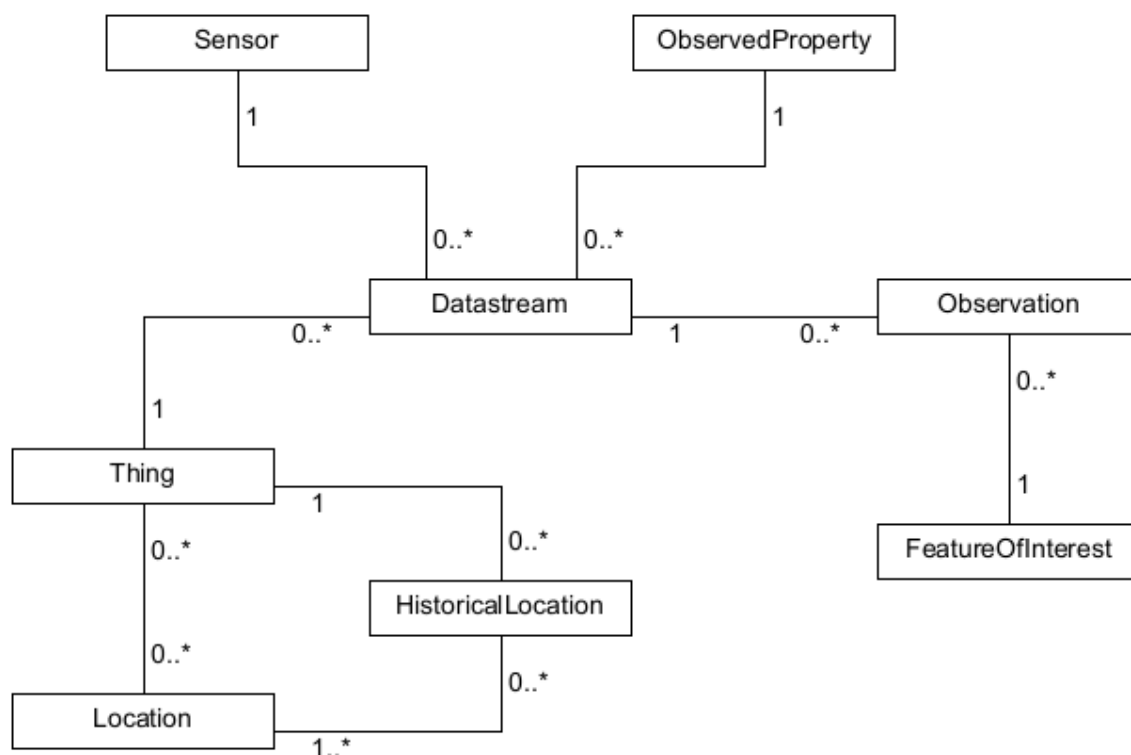 Sensor
ObservedProperty
1
1
0..*
0..*
Datastream
Observation
0..*
1
0..*
0..*
1
Thing
1
1
0..*
0..*
FeatureOfInterest
HistoricalLocation
0..*
0..*
Location
1..*